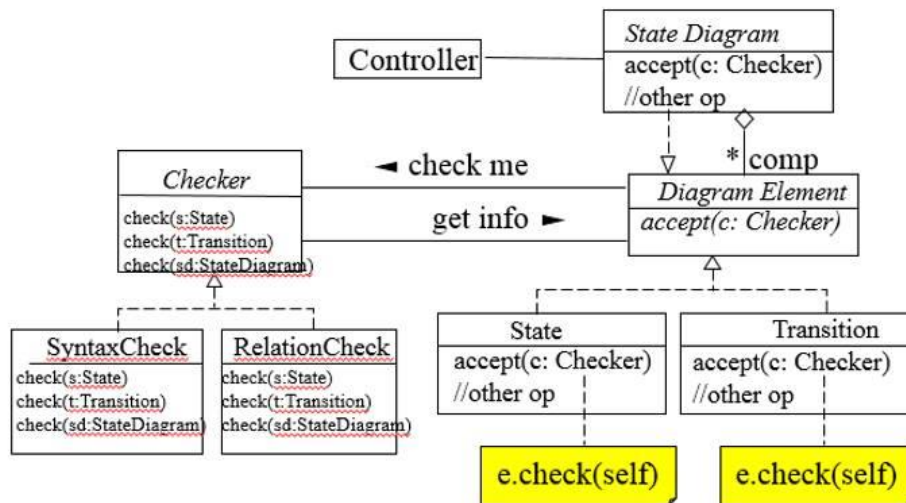 State Diagram
accept(c: Checker)
//other op
Controller
◄ check me
* comp
Checker
check(s:State)
check(t:Transition)
check(sd:StateDiagram)
get info ►
Diagram Element
accept(c: Checker)
SyntaxCheck
check(s:State)
check(t:Transition)
check(sd:StateDiagram)
RelationCheck
check(s:State)
check(t:Transition)
check(sd:StateDiagram)
State
accept(c: Checker)
//other op
Transition
accept(c: Checker)
//other op
e.check(self)
e.check(self)